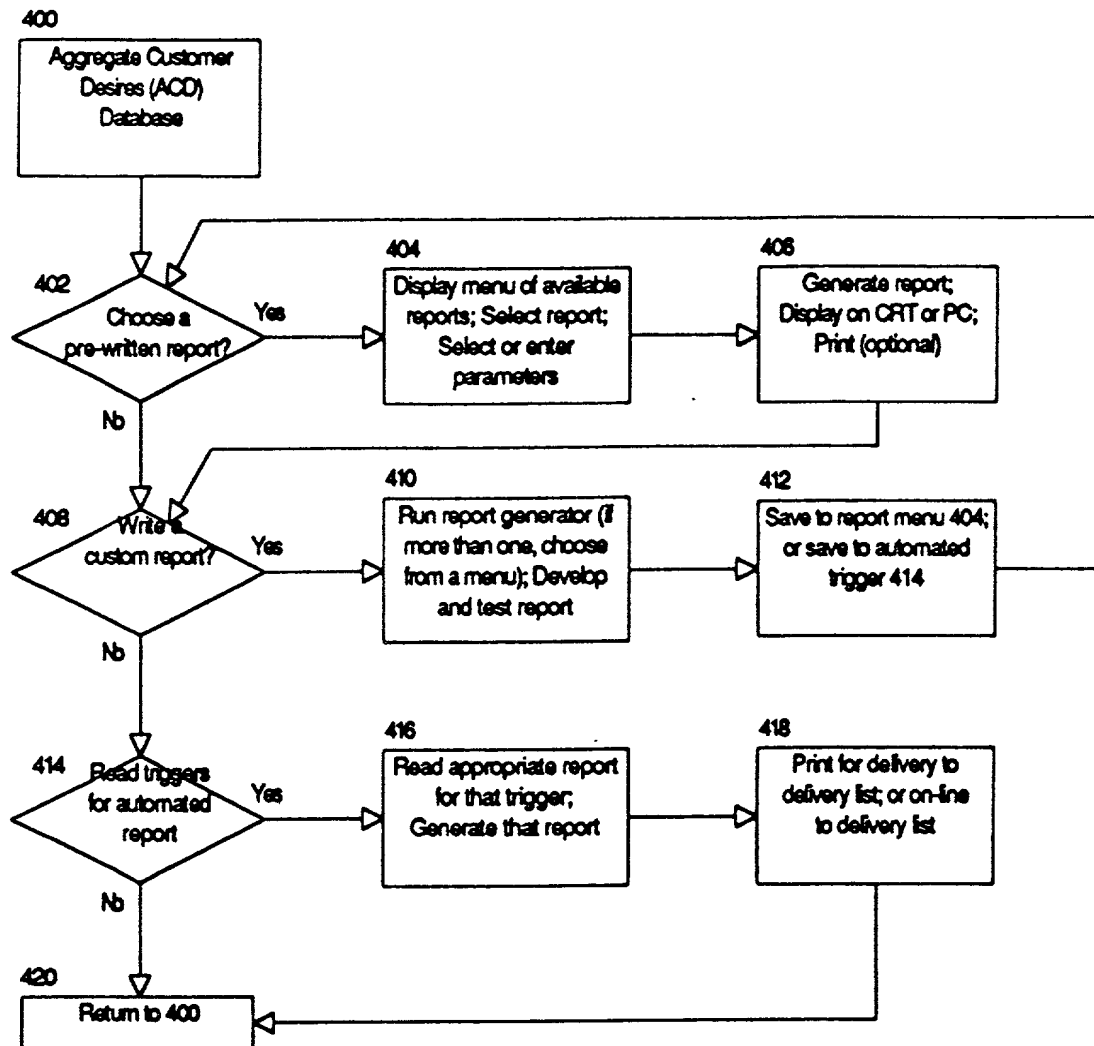 400
Aggregate Customer
Desires (ACD)
Database
402
Choose a
pre-written report?
Yes
No
404
Display menu of available
reports; Select report;
Select or enter
parameters
406
Generate report;
Display on CRT or PC;
Print (optional)
408
Write a
custom report?
Yes
No
410
Run report generator (if
more than one, choose
from a menu); Develop
and test report
412
Save to report menu 404;
or save to automated
trigger 414
414
Read triggers
for automated
report
Yes
No
416
Read appropriate report
for that trigger;
Generate that report
418
Print for delivery to
delivery list; or on-line
to delivery list
420
Return to 400